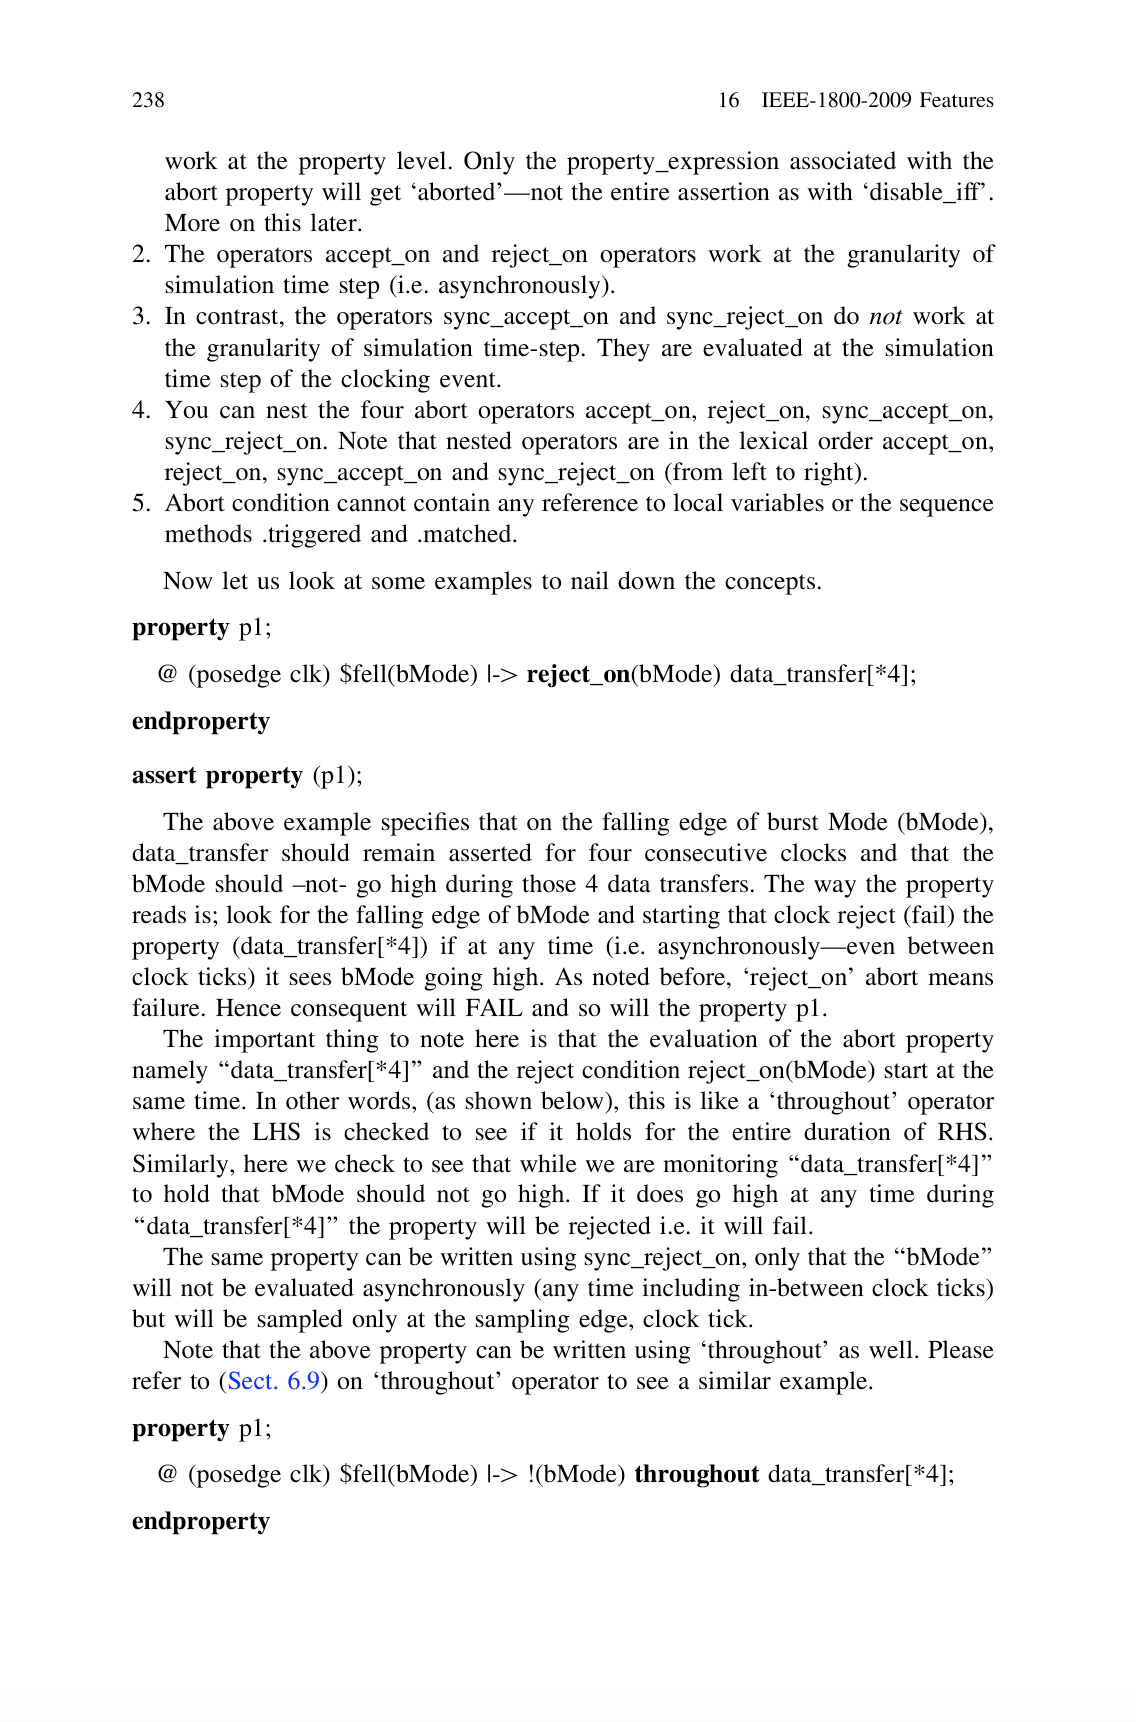 238
16 IEEE-1800-2009 Features
work at the property level. Only the property_expression associated with the
abort property will get ‘aborted’—not the entire assertion as with ‘disable_iff’.
More on this later.
2. The operators accept_on and reject_on operators work at the granularity of
simulation time step (i.e. asynchronously).
3. In contrast, the operators sync_accept_on and sync_reject_on do not work at
the granularity of simulation time-step. They are evaluated at the simulation
time step of the clocking event.
4. You can nest the four abort operators accept_on, reject_on, sync_accept_on,
sync_reject_on. Note that nested operators are in the lexical order accept_on,
reject_on, sync_accept_on and sync_reject_on (from left to right).
5. Abort condition cannot contain any reference to local variables or the sequence
methods .triggered and .matched.
Now let us look at some examples to nail down the concepts.
property p1;
@ (posedge clk) $fell(bMode) |-> reject_on(bMode) data_transfer[*4];
endproperty
assert property (p1);
The above example specifies that on the falling edge of burst Mode (bMode),
data_transfer should remain asserted for four consecutive clocks and that the
bMode should –not- go high during those 4 data transfers. The way the property
reads is; look for the falling edge of bMode and starting that clock reject (fail) the
property (data_transfer[*4]) if at any time (i.e. asynchronously—even between
clock ticks) it sees bMode going high. As noted before, ‘reject_on’ abort means
failure. Hence consequent will FAIL and so will the property p1.
The important thing to note here is that the evaluation of the abort property
namely “data_transfer[*4]” and the reject condition reject_on(bMode) start at the
same time. In other words, (as shown below), this is like a ‘throughout’ operator
where the LHS is checked to see if it holds for the entire duration of RHS.
Similarly, here we check to see that while we are monitoring “data_transfer[*4]”
to hold that bMode should not go high. If it does go high at any time during
“data_transfer[*4]” the property will be rejected i.e. it will fail.
The same property can be written using sync_reject_on, only that the “bMode”
will not be evaluated asynchronously (any time including in-between clock ticks)
but will be sampled only at the sampling edge, clock tick.
Note that the above property can be written using ‘throughout’ as well. Please
refer to (Sect. 6.9) on ‘throughout’ operator to see a similar example.
property p1;
@ (posedge clk) $fell(bMode) |-> !(bMode) throughout data_transfer[*4];
endproperty